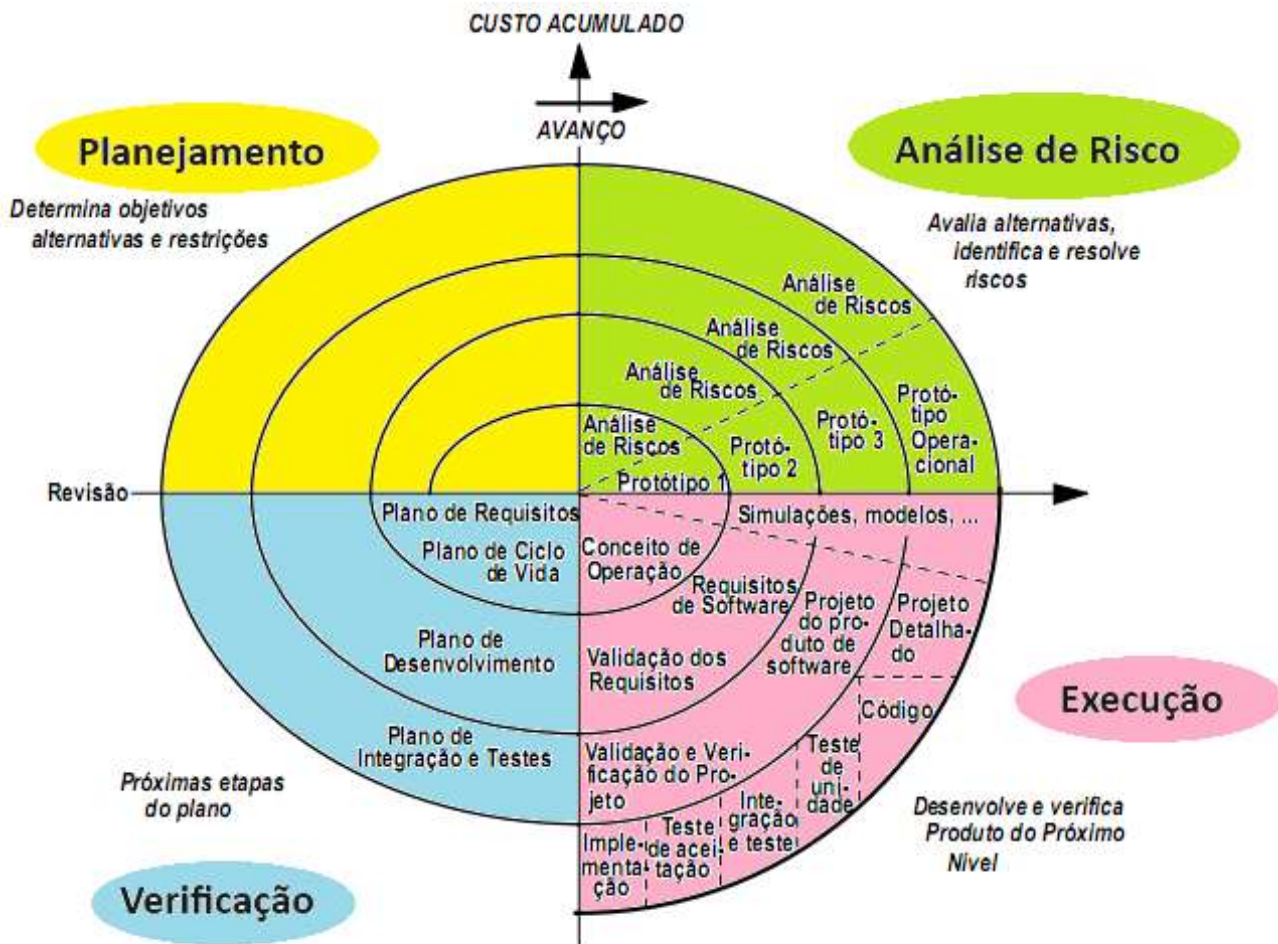 CUSTO ACUMULADO
AVANÇO
Planejamento
Determina objetivos
alternativas e restrições
Análise de Risco
Avalia alternativas,
identifica e resolve
riscos
Análise
de Riscos
Análise
de Riscos
Análise
de Riscos
Análise
de Riscos
Protótipo 1
Protó-
tipo 2
Protó-
tipo 3
Protó-
tipo
Opera-
cional
Revisão
Plano de Requisitos
Plano de Ciclo
de Vida
Plano de
Desenvolvimento
Plano de
Integração e Testes
Simulações, modelos, ...
Conceito de
Operação
Requisitos
de Software
Projeto
do pro-
duto de
software
Projeto
Detalha-
do
Validação dos
Requisitos
Código
Validação e Veri-
ficação do Pro-
jeto
Teste
de
uni-
dade
Inte-
gração
e teste
Teste
de acei-
tação
Imple-
menta-
ção
Execução
Desenvolve e verifica
Produto do Próximo
Nivel
Próximas etapas
do plano
Verificação